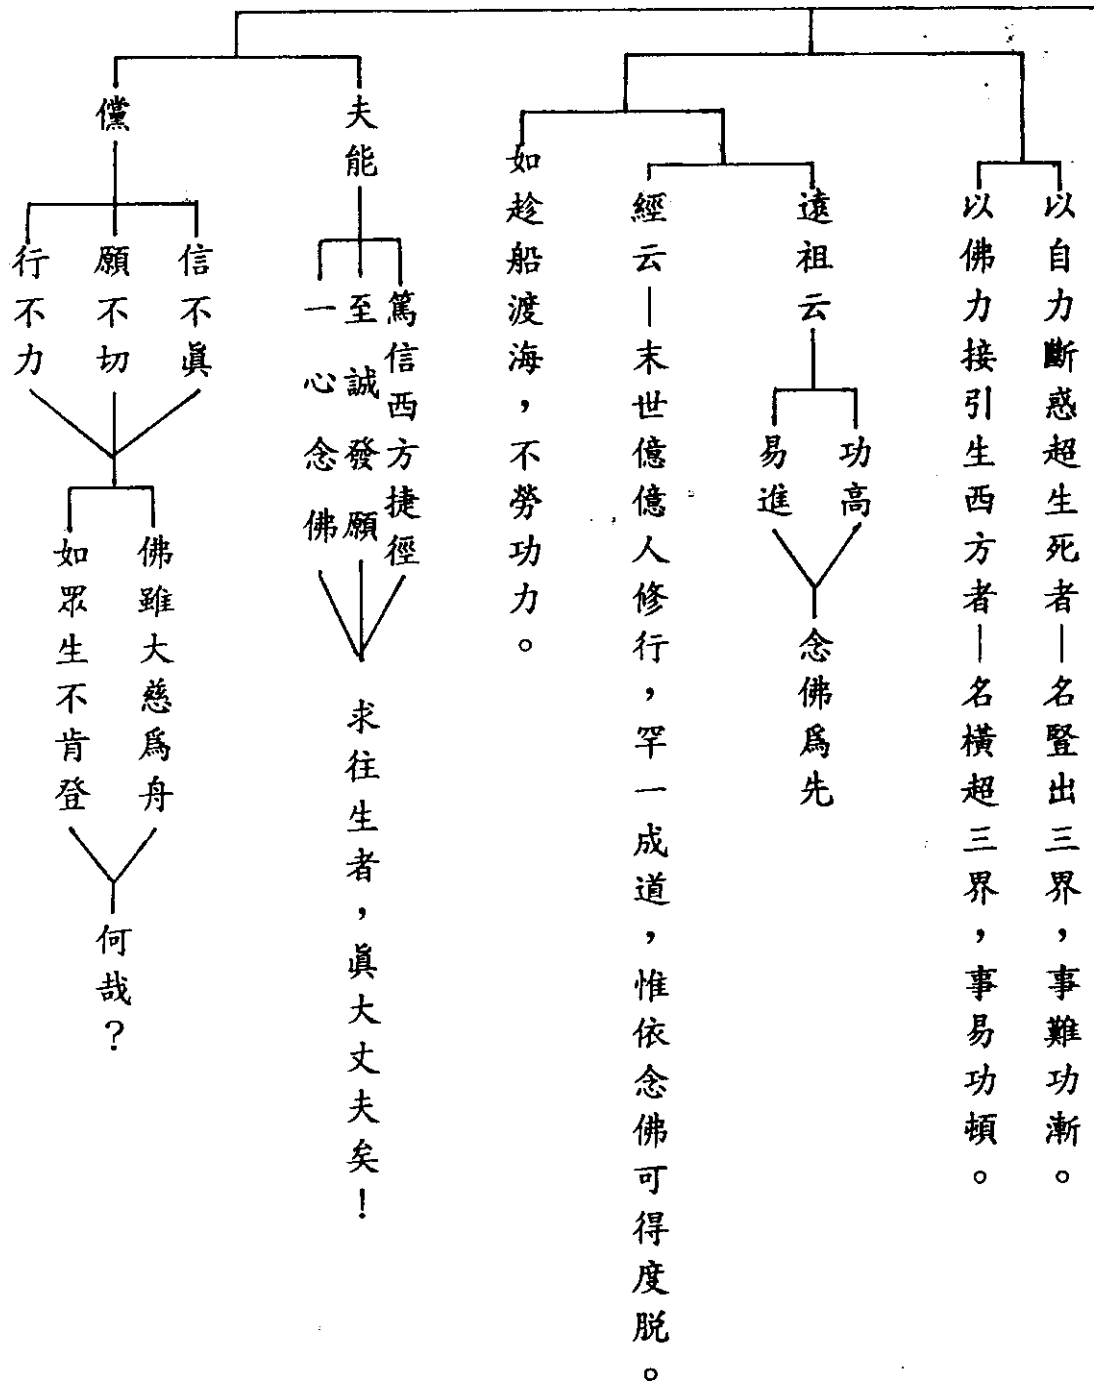 以自力斷惑超生死者—名豎出三界，事難功漸。
以佛力接引生西方者—名橫超三界，事易功頓。
遠祖云
功高
易進
念佛爲先
經云—末世億億人修行，罕一成道，惟依念佛可得度脱。
如趁船渡海，不勞功力。
夫能
篤信西方捷徑
至誠發願
一心念佛
求往生者，眞大丈夫矣！
儻
信不眞
願不切
行不力
佛雖大慈爲舟
如眾生不肯登
何哉？